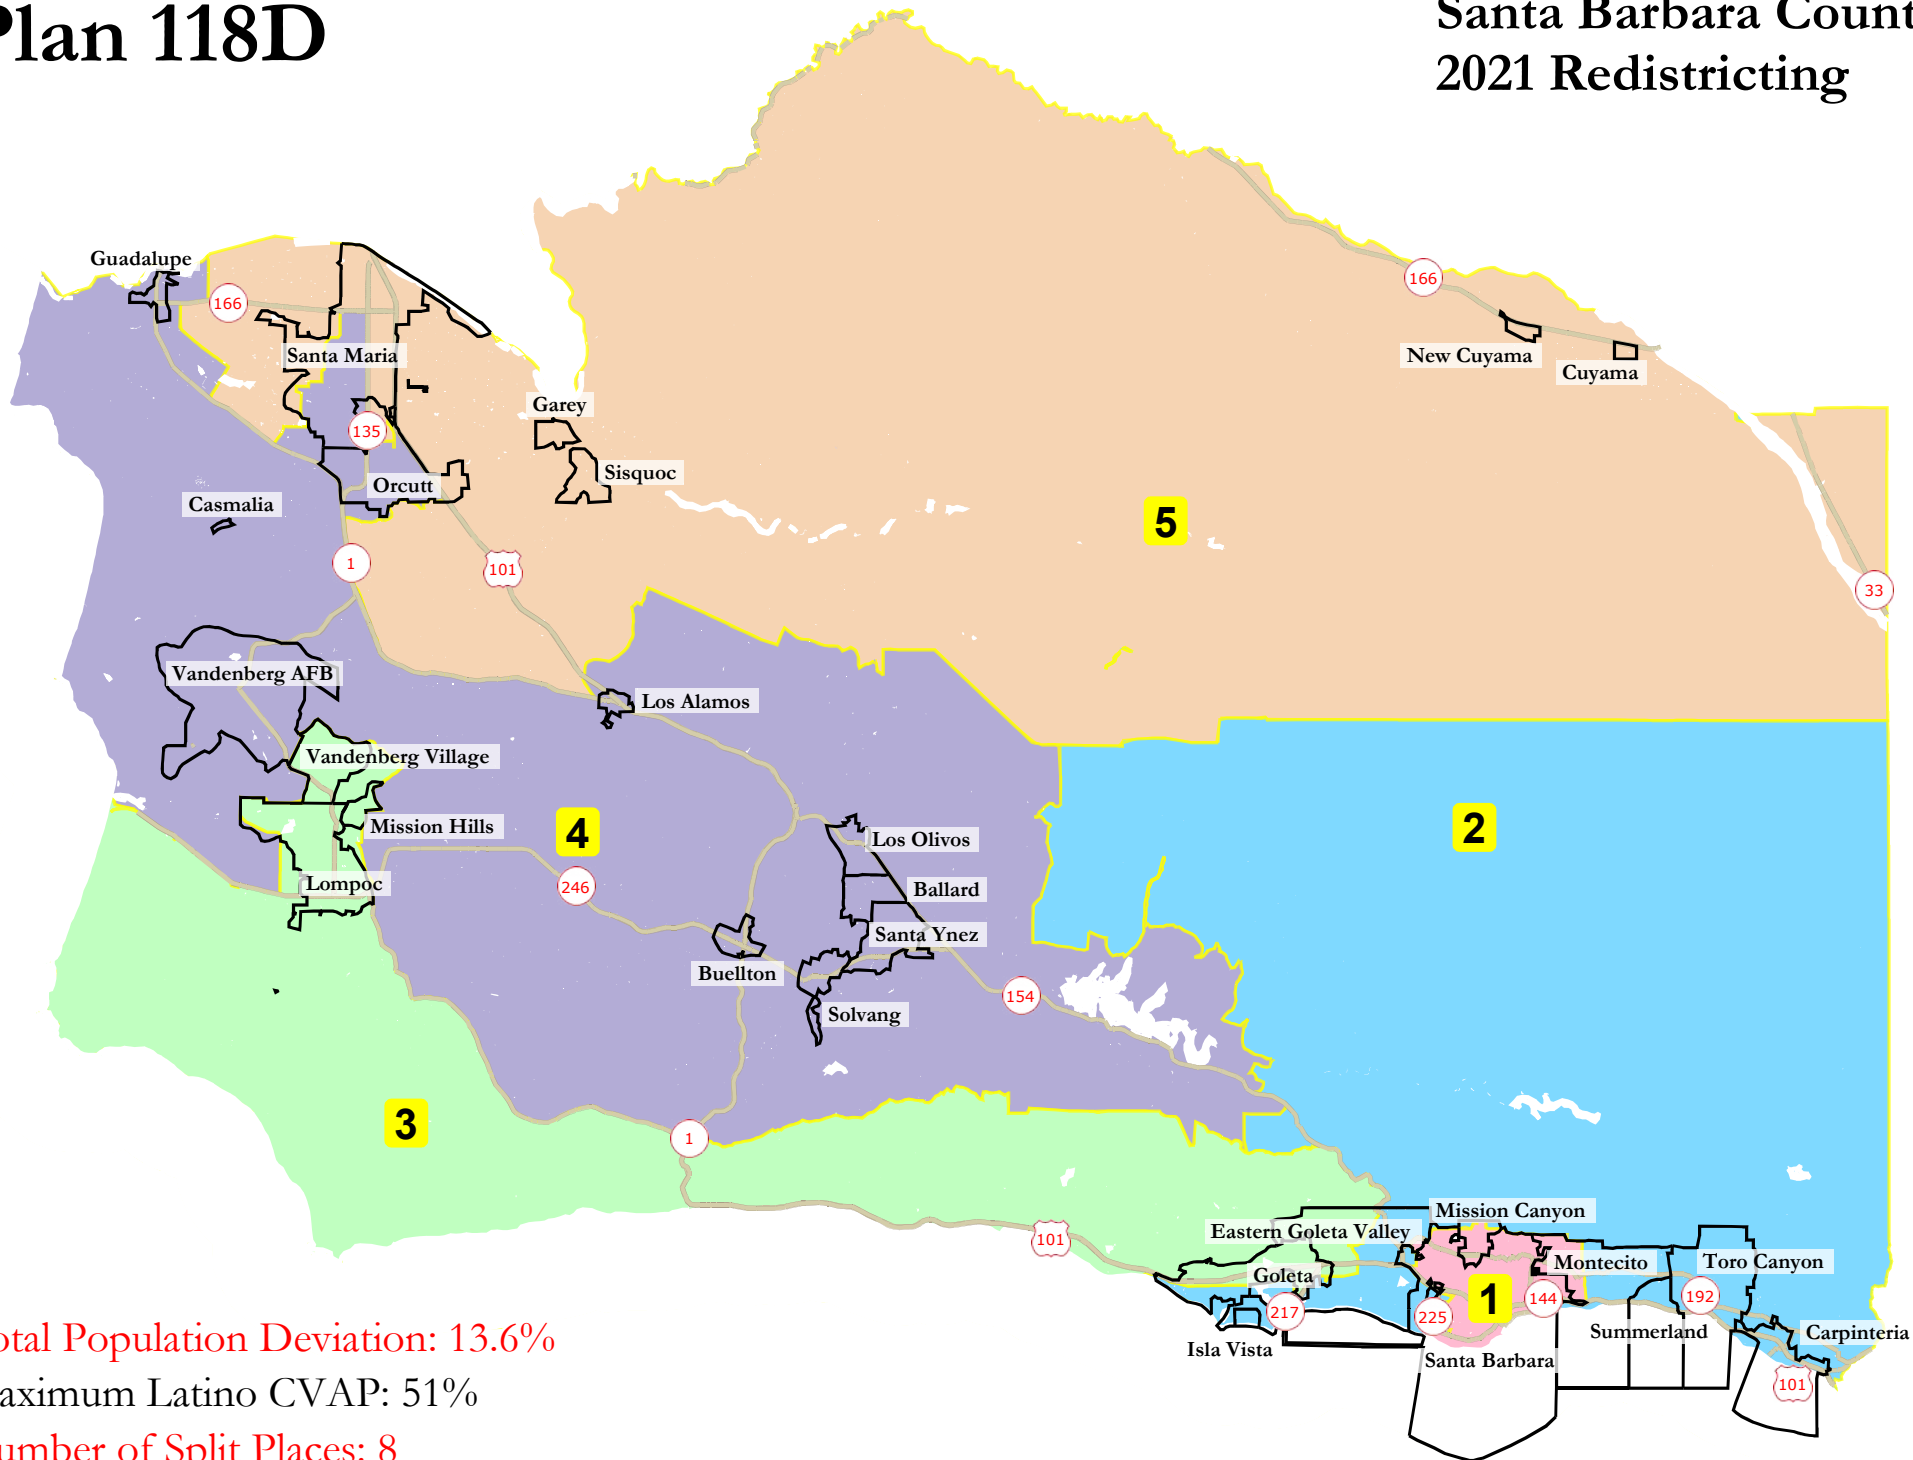 Plan 118D
Santa Barbara Count
2021 Redistricting
Guadalupe
166
166
Santa Maria
New Cuyama
Cuyama
Garey
135
Sisquoc
Orcutt
Casmalia
5
1
101
33
Vandenberg AFB
Los Alamos
Vandenberg Village
4
2
Mission Hills
Los Olivos
Lompoc
246
Ballard
Santa Ynez
Buellton
154
Solvang
3
1
Mission Canyon
Eastern Goleta Valley
101
Montecito
Toro Canyon
Goleta
1
144
192
217
225
Summerland
Carpinteria
Isla Vista
Santa Barbara
101
otal Population Deviation: 13.6%
aximum Latino CVAP: 51%
umber of Split Places: 8